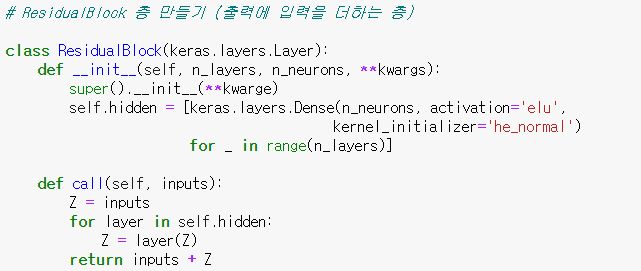 # ResidualBlock 층 만들기 (출력에 입력을 더하는 층)
class ResidualBlock(keras.layers.Layer):
    def __init__(self, n_layers, n_neurons, **kwargs):
        super().__init__(**kwarge)
        self.hidden = [keras.layers.Dense(n_neurons, activation='elu',
                                          kernel_initializer='he_normal')
                       for _ in range(n_layers)]
    def call(self, inputs):
        Z = inputs
        for layer in self.hidden:
            Z = layer(Z)
        return inputs + Z